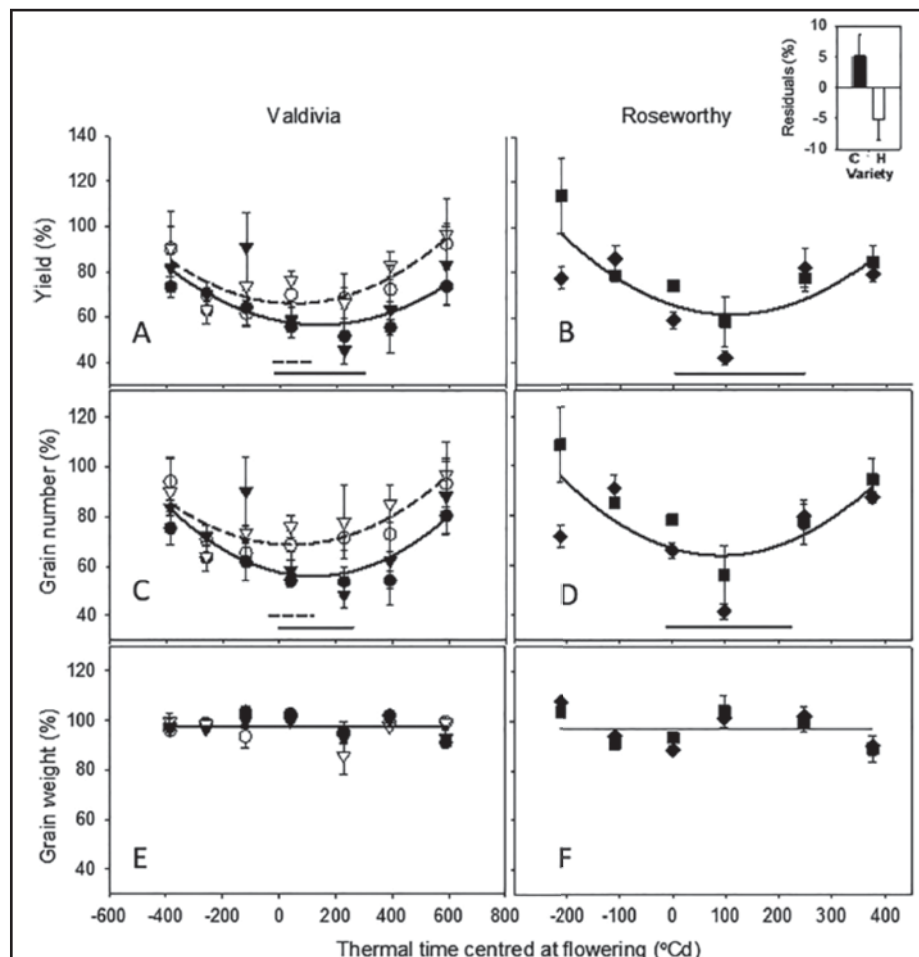 Residuals (%)
10
5
0
-5
-10
C H
Variety
Valdivia
Roseworthy
Yield (%)
140
120
100
80
60
40
A
B
Grain number (%)
120
100
80
60
40
C
D
Grain weight (%)
120
100
80
60
40
E
F
-600 -400 -200 0 200 400 600 800
-200 -100 0 100 200 300 400
Thermal time centred at flowering (ºCd)